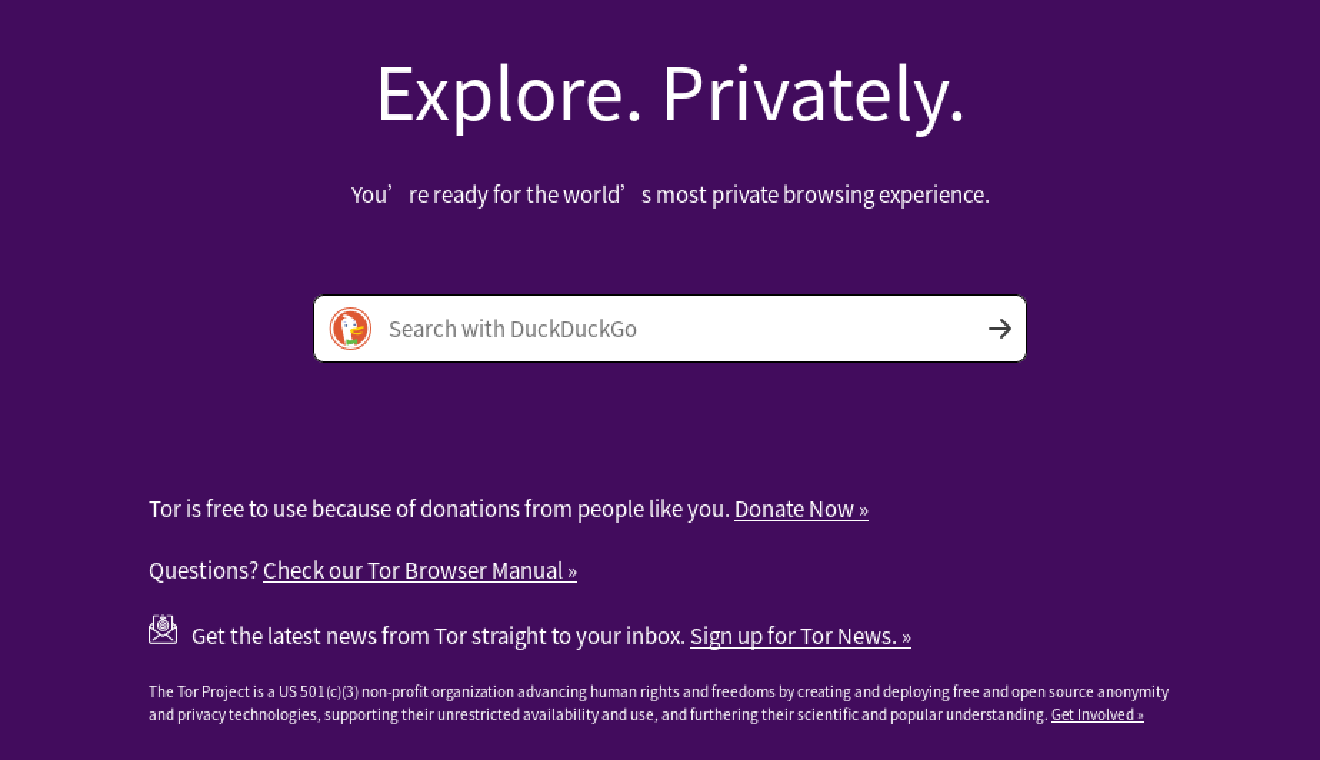 Explore. Privately.
You’re ready for the world’s most private browsing experience.
Search with DuckDuckGo
Tor is free to use because of donations from people like you. Donate Now »
Questions? Check our Tor Browser Manual »
Get the latest news from Tor straight to your inbox. Sign up for Tor News. »
The Tor Project is a US 501(c)(3) non-profit organization advancing human rights and freedoms by creating and deploying free and open source anonymity
and privacy technologies, supporting their unrestricted availability and use, and furthering their scientific and popular understanding. Get Involved »